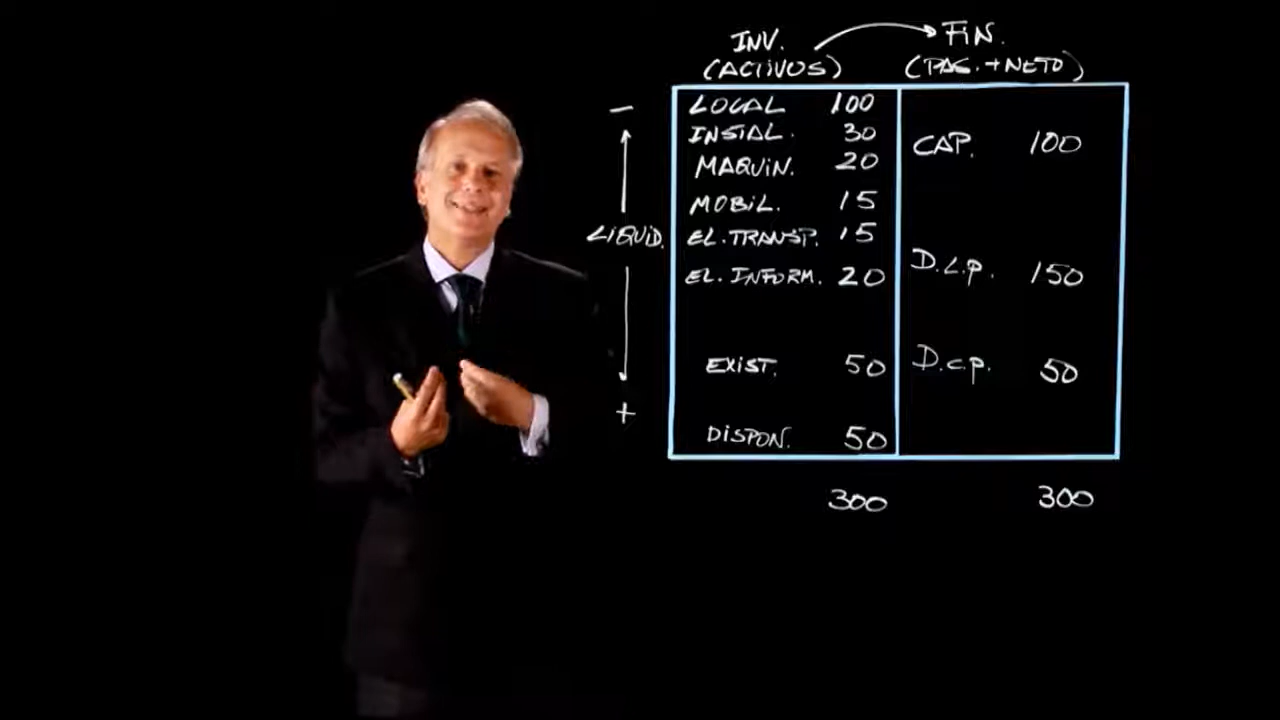 INV. FIN.
(ACTIVOS) (PAS.+NETO)
- LOCAL 100
INSTAL. 30
CAP. 100
MAQUIN. 20
MOBIL. 15
LIQUID. EL.TRANSP. 15
D.L.P. 150
EL. INFORM. 20
EXIST. 50 D.C.P. 50
+
DISPON. 50
300 300